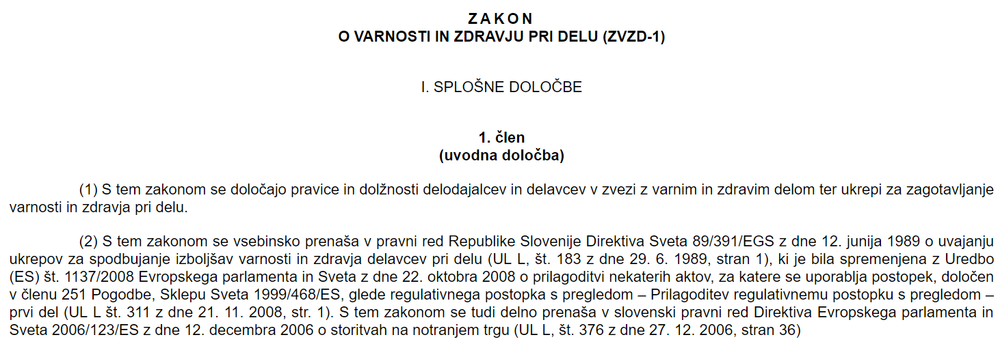 Z A K O N
O VARNOSTI IN ZDRAVJU PRI DELU (ZVZD-1)
I. SPLOŠNE DOLOČBE
1. člen
(uvodna določba)
(1) S tem zakonom se določajo pravice in dolžnosti delodajalcev in delavcev v zvezi z varnim in zdravim delom ter ukrepi za zagotavljanje
varnosti in zdravja pri delu.
(2) S tem zakonom se vsebinsko prenaša v pravni red Republike Slovenije Direktiva Sveta 89/391/EGS z dne 12. junija 1989 o uvajanju
ukrepov za spodbujanje izboljšav varnosti in zdravja delavcev pri delu (UL L, št. 183 z dne 29. 6. 1989, stran 1), ki je bila spremenjena z Uredbo
(ES) št. 1137/2008 Evropskega parlamenta in Sveta z dne 22. oktobra 2008 o prilagoditvi nekaterih aktov, za katere se uporablja postopek, določen
v členu 251 Pogodbe, Sklepu Sveta 1999/468/ES, glede regulativnega postopka s pregledom – Prilagoditev regulativnemu postopku s pregledom –
prvi del (UL L št. 311 z dne 21. 11. 2008, str. 1). S tem zakonom se tudi delno prenaša v slovenski pravni red Direktiva Evropskega parlamenta in
Sveta 2006/123/ES z dne 12. decembra 2006 o storitvah na notranjem trgu (UL L, št. 376 z dne 27. 12. 2006, stran 36)